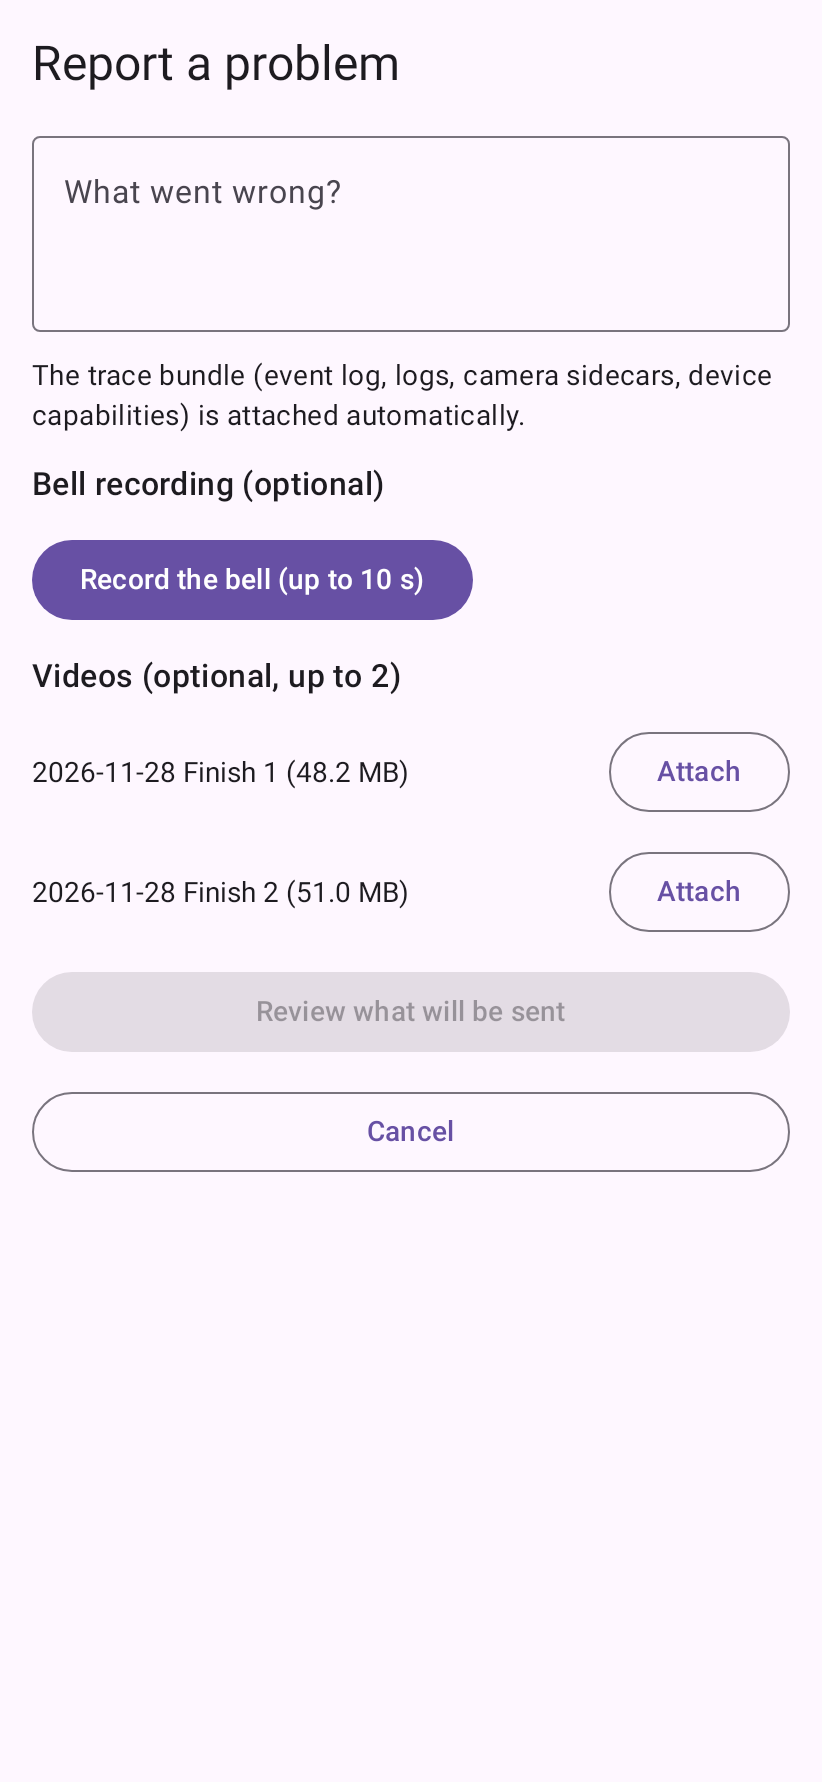 Report a problem
What went wrong?
The trace bundle (event log, logs, camera sidecars, device
capabilities) is attached automatically.
Bell recording (optional)
Record the bell (up to 10 s)
Videos (optional, up to 2)
2026-11-28 Finish 1 (48.2 MB)
Attach
2026-11-28 Finish 2 (51.0 MB)
Attach
Review what will be sent
Cancel